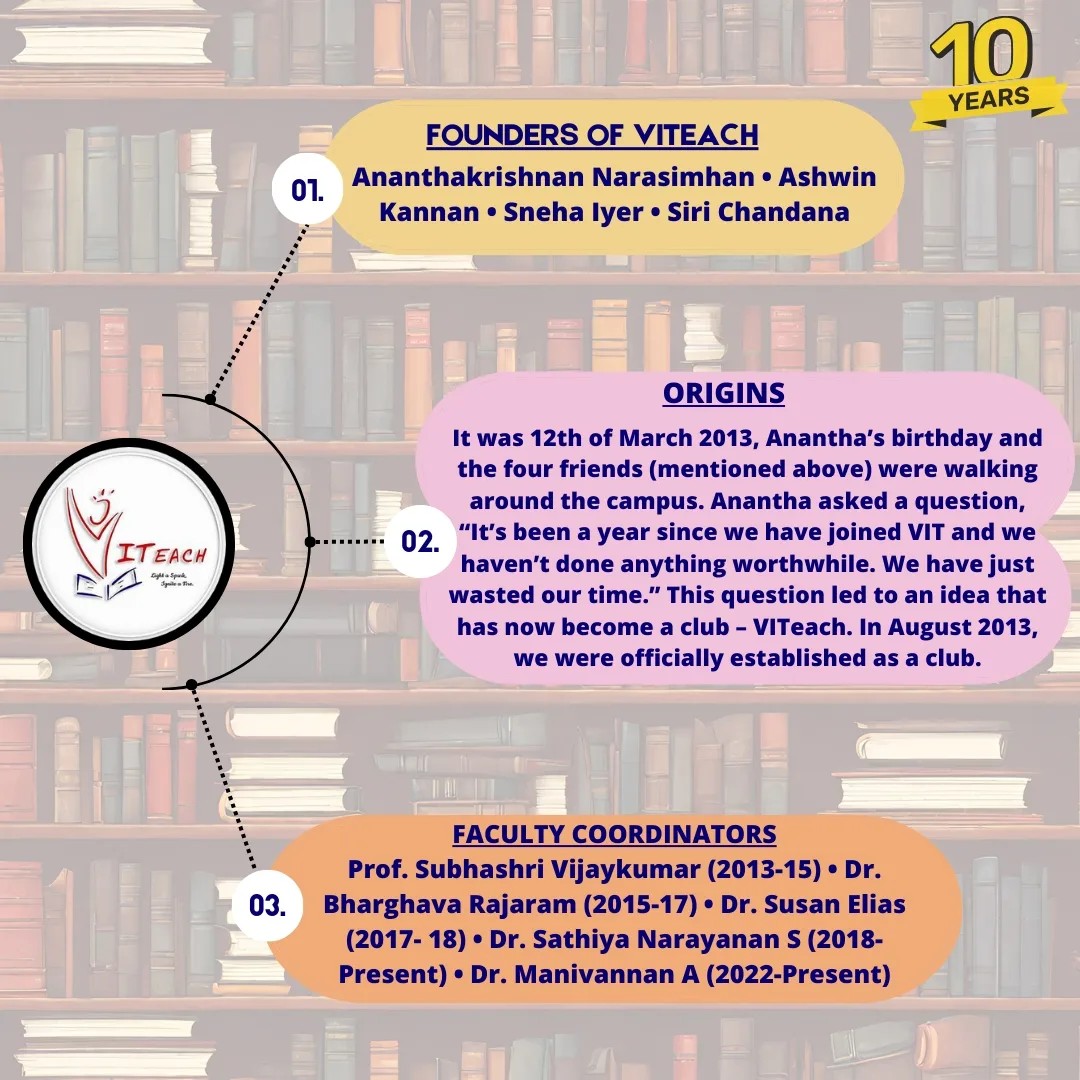 10
YEARS
FOUNDERS OF VITEACH
01.
Ananthakrishnan Narasimhan • Ashwin
Kannan • Sneha Iyer • Siri Chandana
ORIGINS
It was 12th of March 2013, Anantha’s birthday and
the four friends (mentioned above) were walking
around the campus. Anantha asked a question,
02.
“It’s been a year since we have joined VIT and we
haven’t done anything worthwhile. We have just
wasted our time.” This question led to an idea that
has now become a club – VITeach. In August 2013,
we were officially established as a club.
VITEACH
Light a Spark,
Ignite a Fire.
FACULTY COORDINATORS
03.
Prof. Subhashri Vijaykumar (2013-15) • Dr.
Bharghava Rajaram (2015-17) • Dr. Susan Elias
(2017- 18) • Dr. Sathiya Narayanan S (2018-
Present) • Dr. Manivannan A (2022-Present)